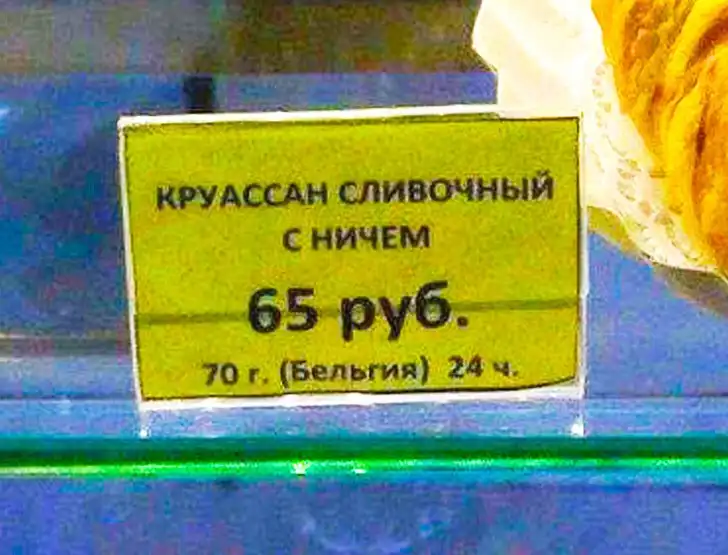 КРУАССАН СЛИВОЧНЫЙ
С НИЧЕМ
65 руб.
70 г. (Бельгия) 24 ч.